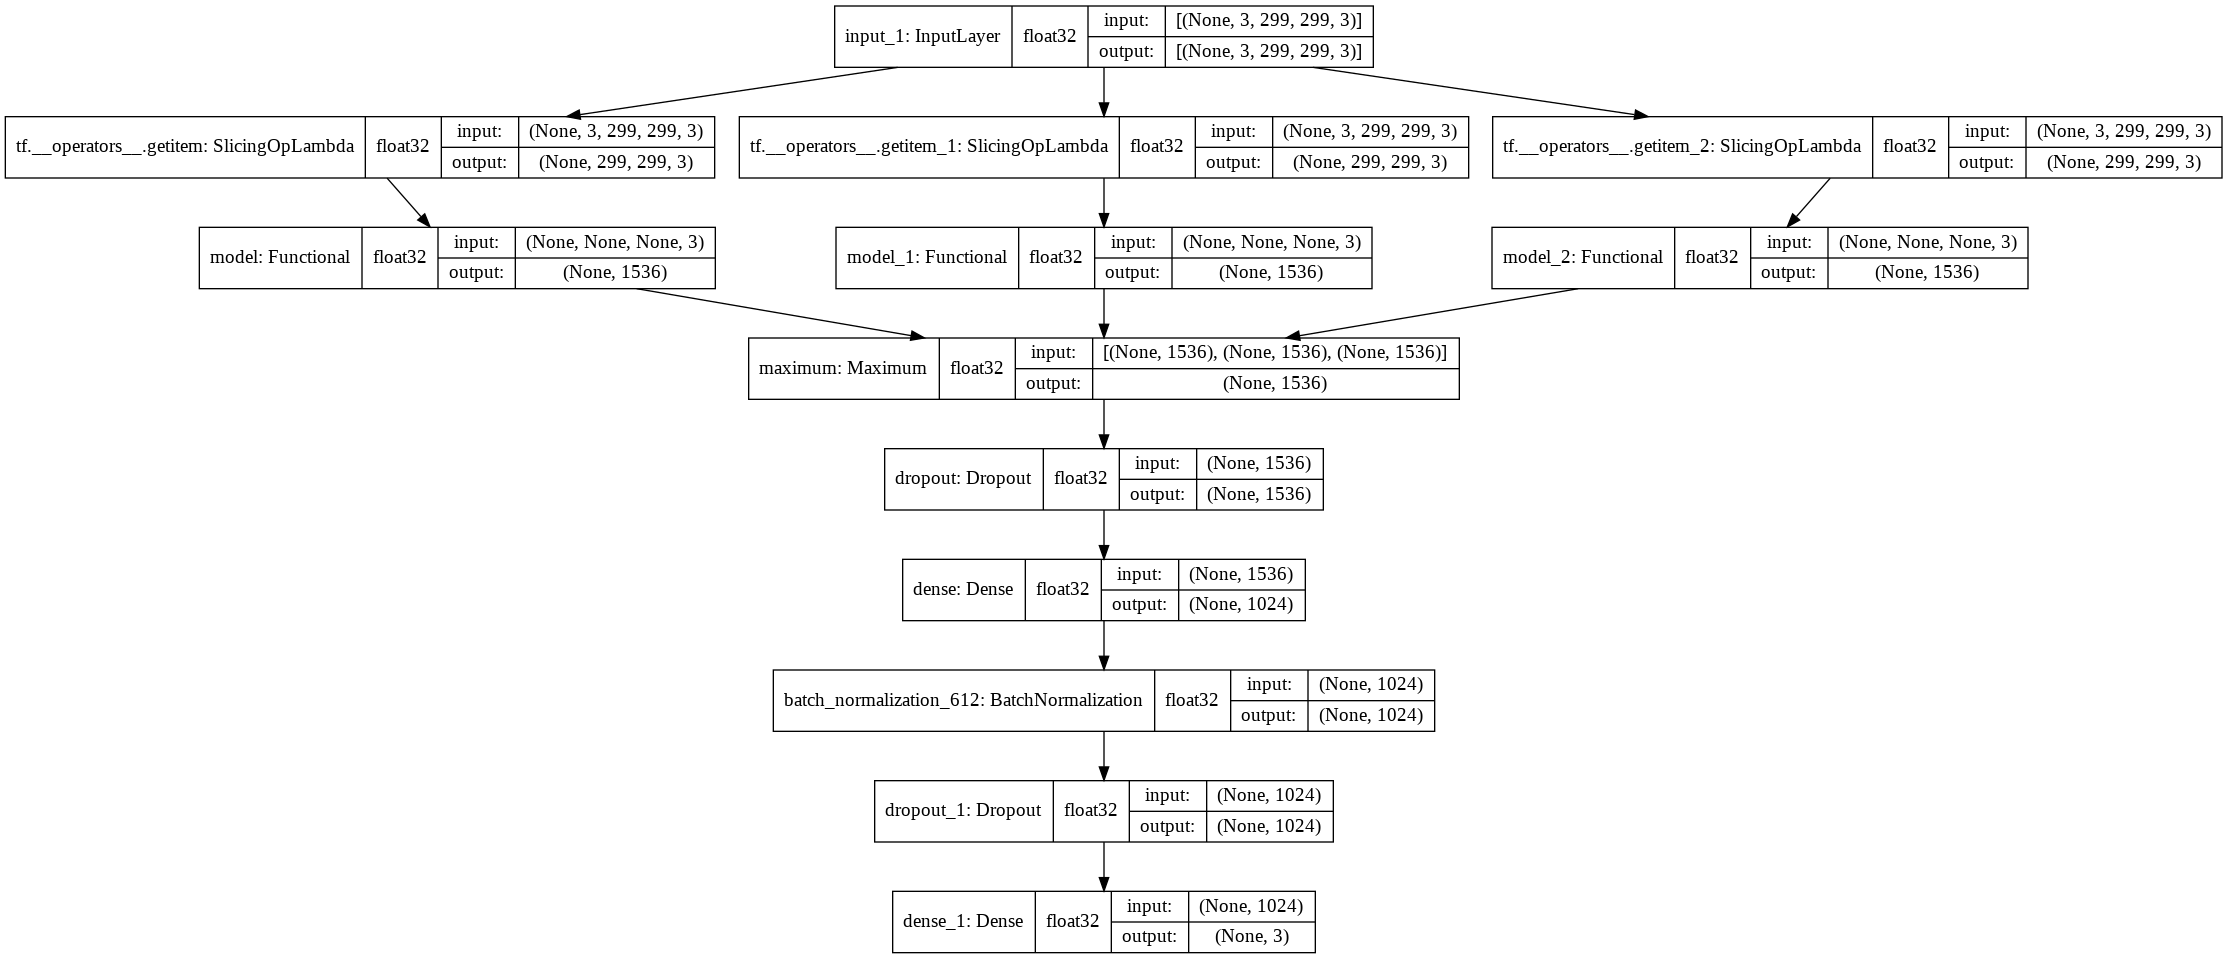 input_1: InputLayer float32 input: [(None, 3, 299, 299, 3)]
output: [(None, 3, 299, 299, 3)]
tf.__operators__.getitem: SlicingOpLambda float32 input: (None, 3, 299, 299, 3)
output: (None, 299, 299, 3)
tf.__operators__.getitem_1: SlicingOpLambda float32 input: (None, 3, 299, 299, 3)
output: (None, 299, 299, 3)
tf.__operators__.getitem_2: SlicingOpLambda float32 input: (None, 3, 299, 299, 3)
output: (None, 299, 299, 3)
model: Functional float32 input: (None, None, None, 3)
output: (None, 1536)
model_1: Functional float32 input: (None, None, None, 3)
output: (None, 1536)
model_2: Functional float32 input: (None, None, None, 3)
output: (None, 1536)
maximum: Maximum float32 input: [(None, 1536), (None, 1536), (None, 1536)]
output: (None, 1536)
dropout: Dropout float32 input: (None, 1536)
output: (None, 1536)
dense: Dense float32 input: (None, 1536)
output: (None, 1024)
batch_normalization_612: BatchNormalization float32 input: (None, 1024)
output: (None, 1024)
dropout_1: Dropout float32 input: (None, 1024)
output: (None, 1024)
dense_1: Dense float32 input: (None, 1024)
output: (None, 3)